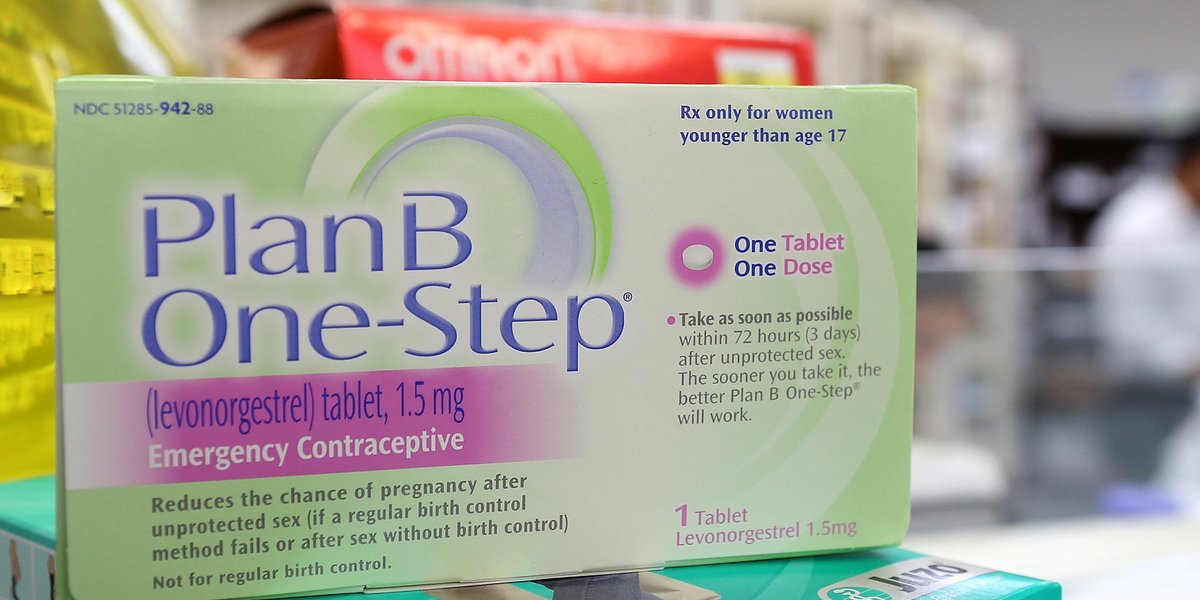 omron
NDC 51285-942-88
Rx only for women
younger than age 17
Plan B
One-Step®
One Tablet
One Dose
• Take as soon as possible
within 72 hours (3 days)
after unprotected sex.
The sooner you take it, the
better Plan B One-Step®
will work.
(levonorgestrel) tablet, 1.5 mg
Emergency Contraceptive
Reduces the chance of pregnancy after
unprotected sex (if a regular birth control
method fails or after sex without birth control)
Not for regular birth control.
1 Tablet
Levonorgestrel 1.5mg
Juzo